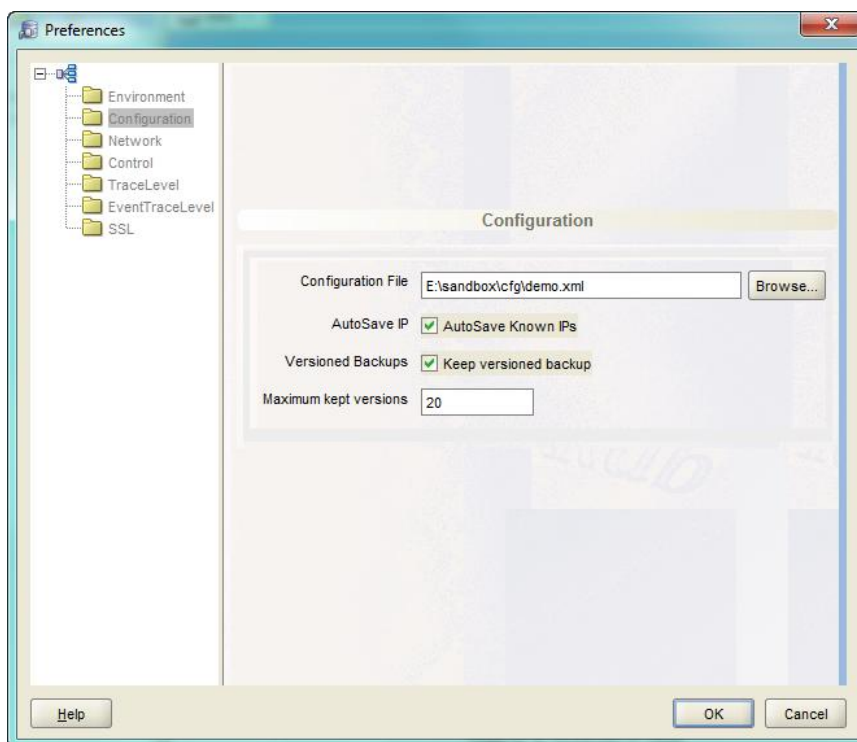 Preferences
Environment
Configuration
Network
Control
TraceLevel
EventTraceLevel
SSL
Configuration
Configuration File E:\sandbox\cfg\demo.xml Browse...
AutoSave IP AutoSave Known IPs
Versioned Backups Keep versioned backup
Maximum kept versions 20
Help OK Cancel